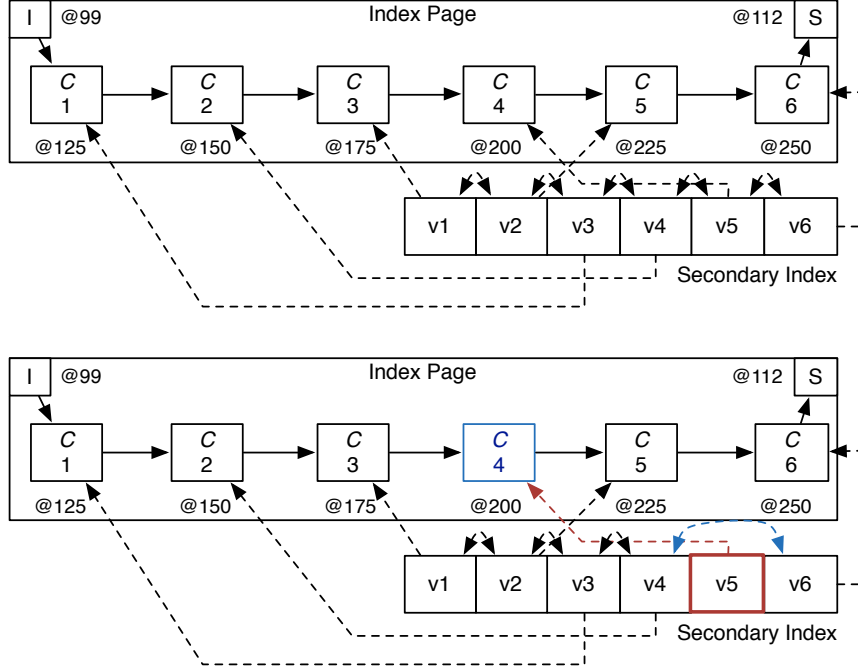 I @99 Index Page @112 S
C C C C C C
1 2 3 4 5 6
@125 @150 @175 @200 @225 @250
v1 v2 v3 v4 v5 v6
Secondary Index
I @99 Index Page @112 S
C C C C C C
1 2 3 4 5 6
@125 @150 @175 @200 @225 @250
v1 v2 v3 v4 v5 v6
Secondary Index